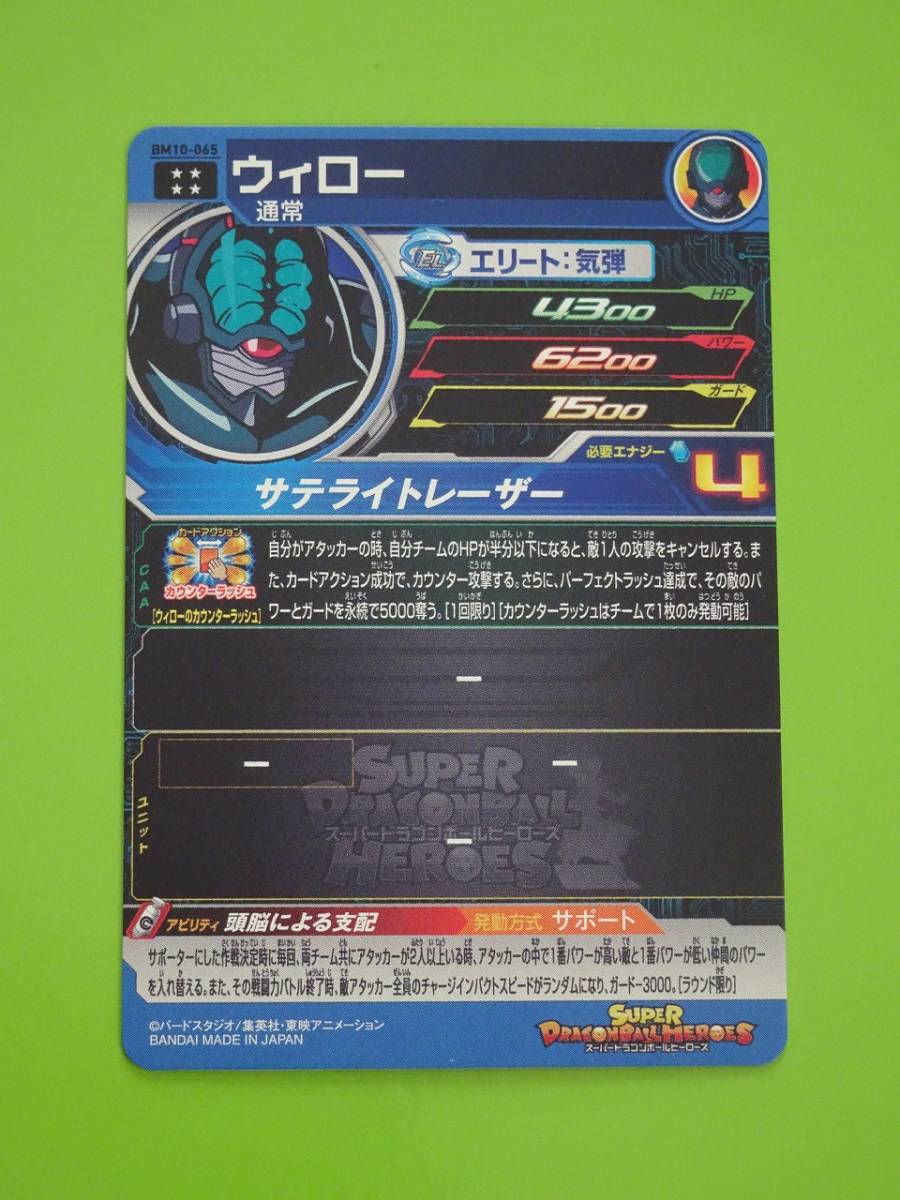 BM10-065
ウィロー
通常
エリート:気弾
HP
4300
パワー
6200
ガード
1500
必要エナジー
4
サテライトレーザー
CAA
カードアクション
カウンターラッシュ
[ウィローのカウンターラッシュ]
自分がアタッカーの時、自分チームのHPが半分以下になると、敵1人の攻撃をキャンセルする。ま
た、カードアクション成功で、カウンター攻撃する。さらに、パーフェクトラッシュ達成で、その敵のパ
ワーとガードを永続で5000奪う。[1回限り][カウンターラッシュはチームで1枚のみ発動可能]
ー
ユニット
ー
ー
ー
SUPER
DRAGONBALL
スーパードラゴンボールヒーローズ
HEROES
アビリティ 頭脳による支配 発動方式 サポート
サポーターにした作戦決定時に毎回、両チーム共にアタッカーが2人以上いる時、アタッカーの中で1番パワーが高い敵と1番パワーが低い仲間のパワー
を入れ替える。また、その戦闘力バトル終了時、敵アタッカー全員のチャージインパクトスピードがランダムになり、ガード-3000。[ラウンド限り]
©バードスタジオ/集英社・東映アニメーション
BANDAI MADE IN JAPAN
SUPER
DRAGONBALL HEROES
スーパードラゴンボールヒーローズ